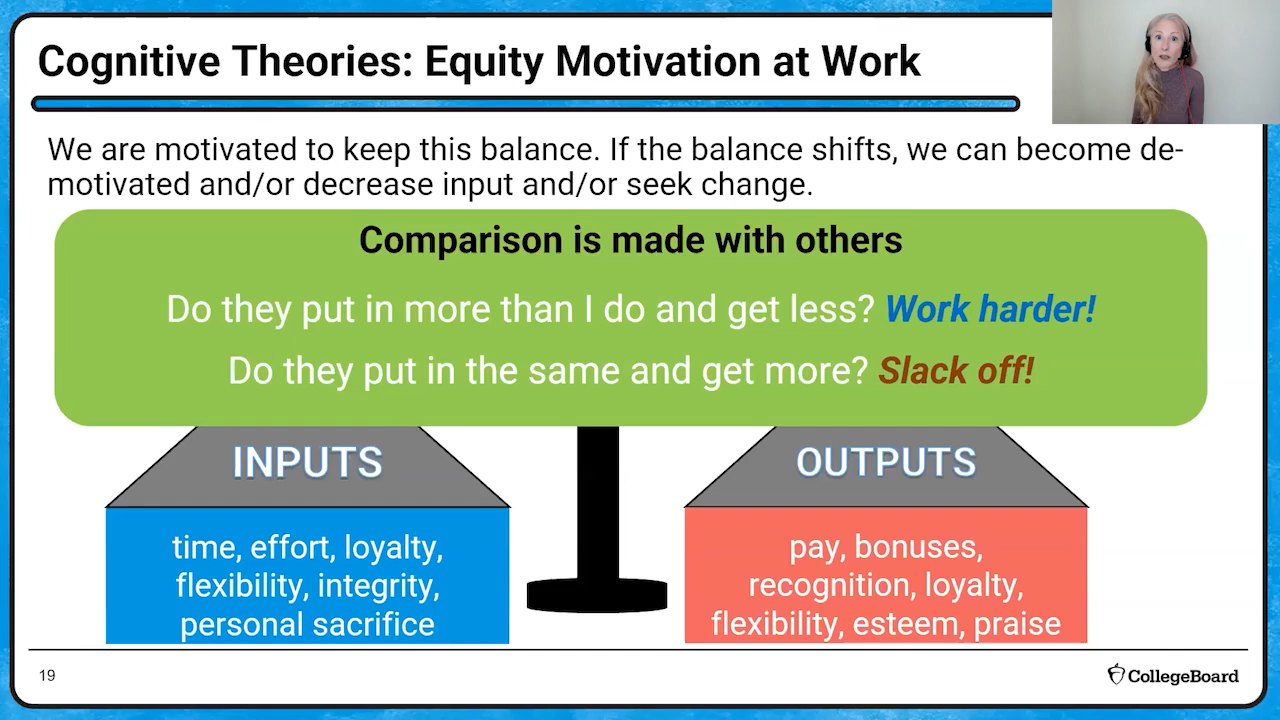 Cognitive Theories: Equity Motivation at Work
We are motivated to keep this balance. If the balance shifts, we can become de-
motivated and/or decrease input and/or seek change.
Comparison is made with others
Do they put in more than I do and get less? Work harder!
Do they put in the same and get more? Slack off!
INPUTS
time, effort, loyalty,
flexibility, integrity,
personal sacrifice
OUTPUTS
pay, bonuses,
recognition, loyalty,
flexibility, esteem, praise
19
CollegeBoard